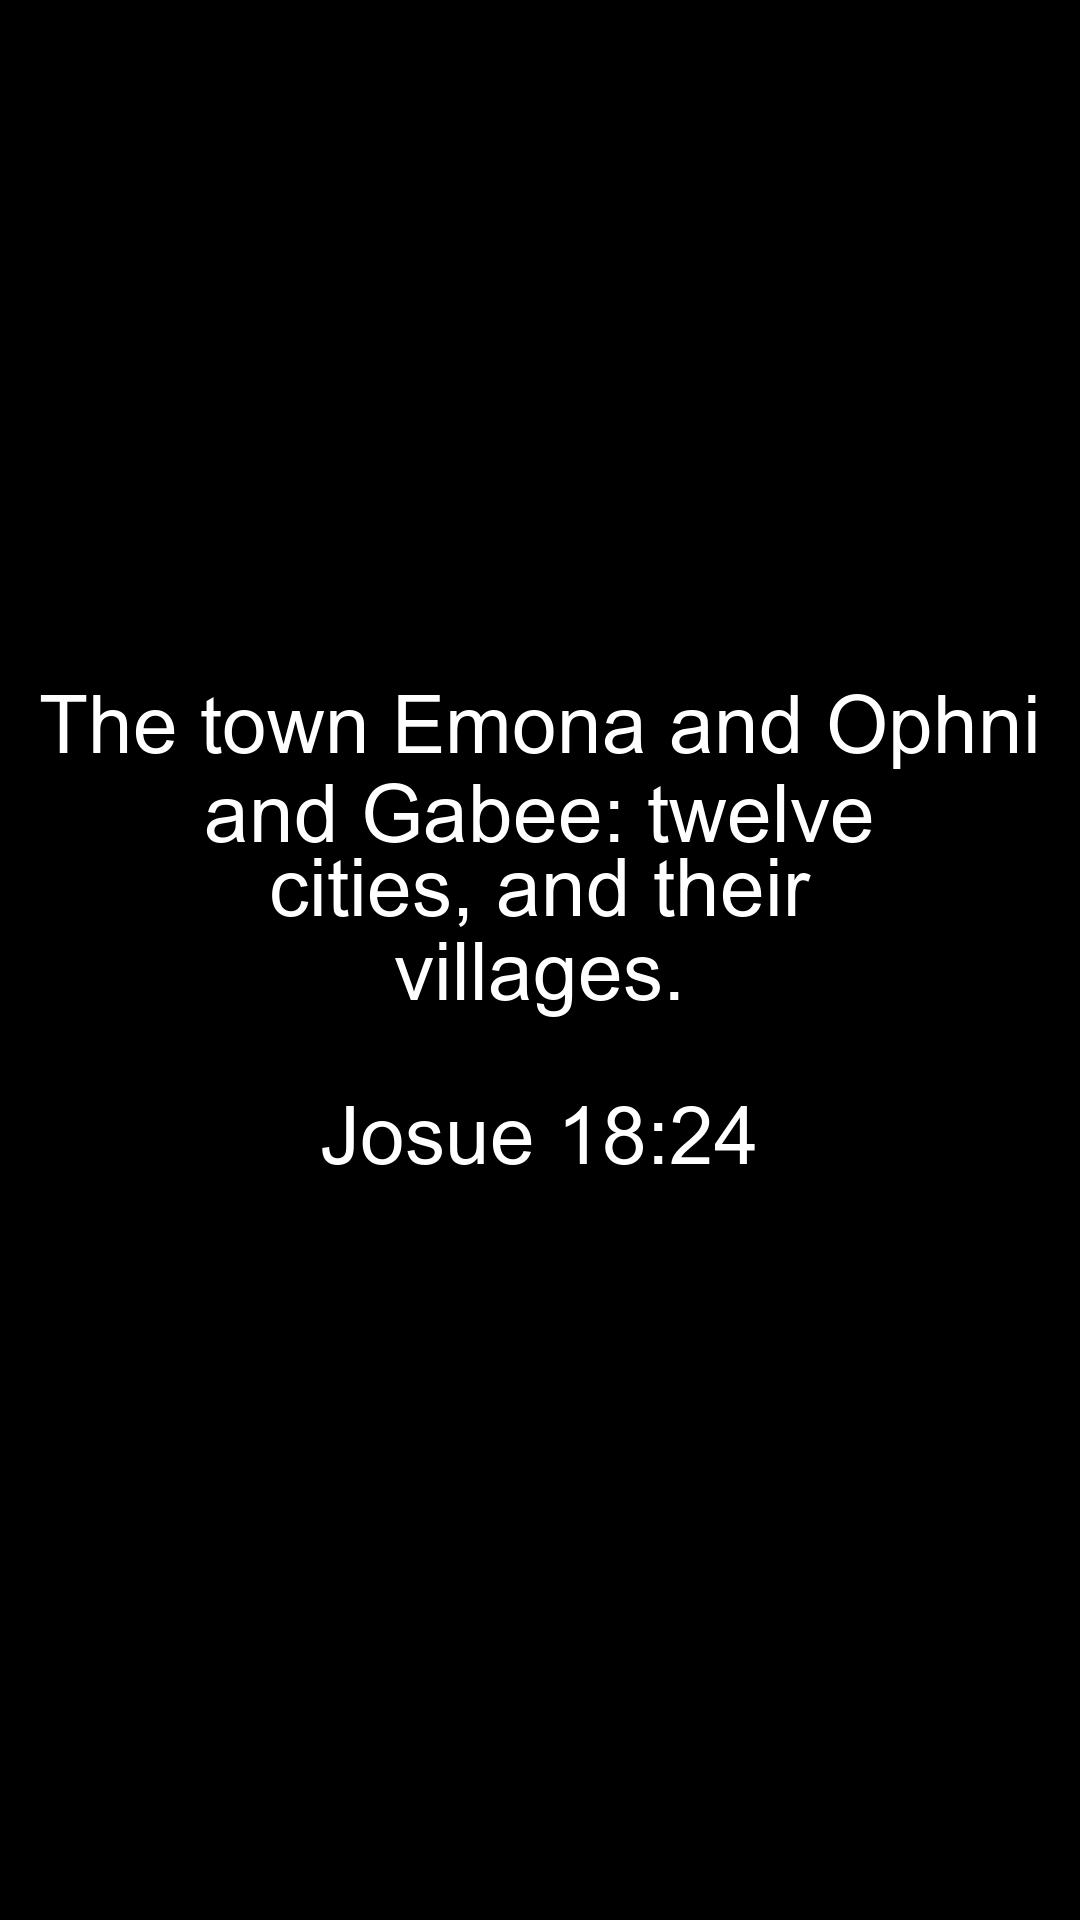 The town Emona and Ophni
and Gabee: twelve
cities, and their
villages.
Josue 18:24